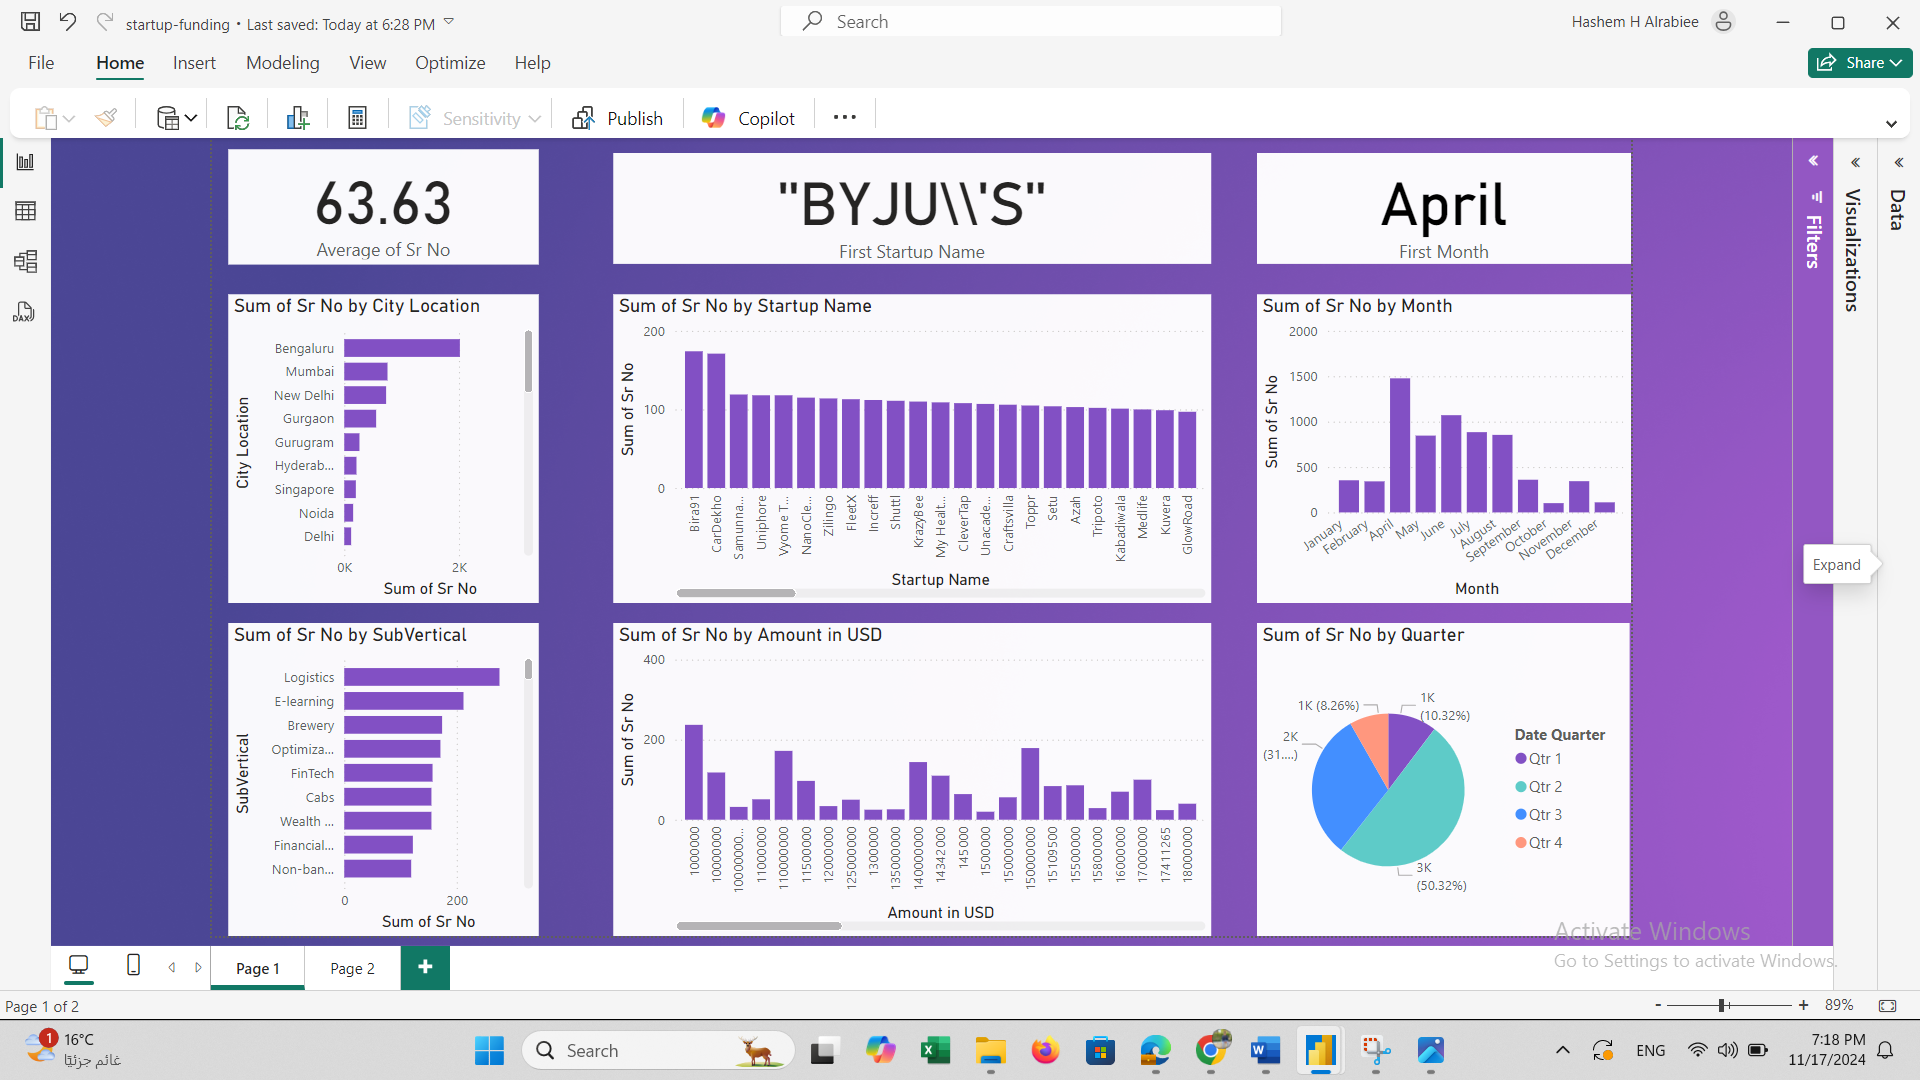 startup-funding • Last saved: Today at 6:28 PM
Search
Hashem H Alrabiee
File
Home
Insert
Modeling
View
Optimize
Help
Share
Sensitivity
Publish
Copilot
63.63
Average of Sr No
"BYJU\\'S"
First Startup Name
April
First Month
Filters
Visualizations
Data
DAX
Sum of Sr No by City Location
City Location
Bengaluru
Mumbai
New Delhi
Gurgaon
Gurugram
Hyderab...
Singapore
Noida
Delhi
0K
2K
Sum of Sr No
Sum of Sr No by Startup Name
Sum of Sr No
200
100
0
Bira91
CarDekho
Samunna...
Uniphore
Vyome T...
NanoCle...
Zilingo
FleetX
Increff
Shuttl
KrazyBee
My Healt...
CleverTap
Unacade...
Craftsvilla
Toppr
Setu
Azah
Tripoto
Kabadiwala
Medlife
Kuvera
GlowRoad
Startup Name
Sum of Sr No by Month
Sum of Sr No
2000
1500
1000
500
0
January
February
April
May
June
July
August
September
October
November
December
Month
Expand
Sum of Sr No by SubVertical
SubVertical
Logistics
E-learning
Brewery
Optimiza...
FinTech
Cabs
Wealth ...
Financial...
Non-ban...
0
200
Sum of Sr No
Sum of Sr No by Amount in USD
Sum of Sr No
400
200
0
1000000
10000000
10000000...
11000000
110000000
11500000
12000000
125000000
1300000
135000000
140000000
14342000
145000
1500000
15000000
150000000
15109500
15500000
15800000
16000000
17000000
17411265
18000000
Amount in USD
Sum of Sr No by Quarter
1K (8.26%)
1K
(10.32%)
2K
(31....)
3K
(50.32%)
Date Quarter
Qtr 1
Qtr 2
Qtr 3
Qtr 4
Activate Windows
Go to Settings to activate Windows.
Page 1
Page 2
Page 1 of 2
89%
1
16°C
غائم جزئيًا
Search
ENG
7:18 PM
11/17/2024